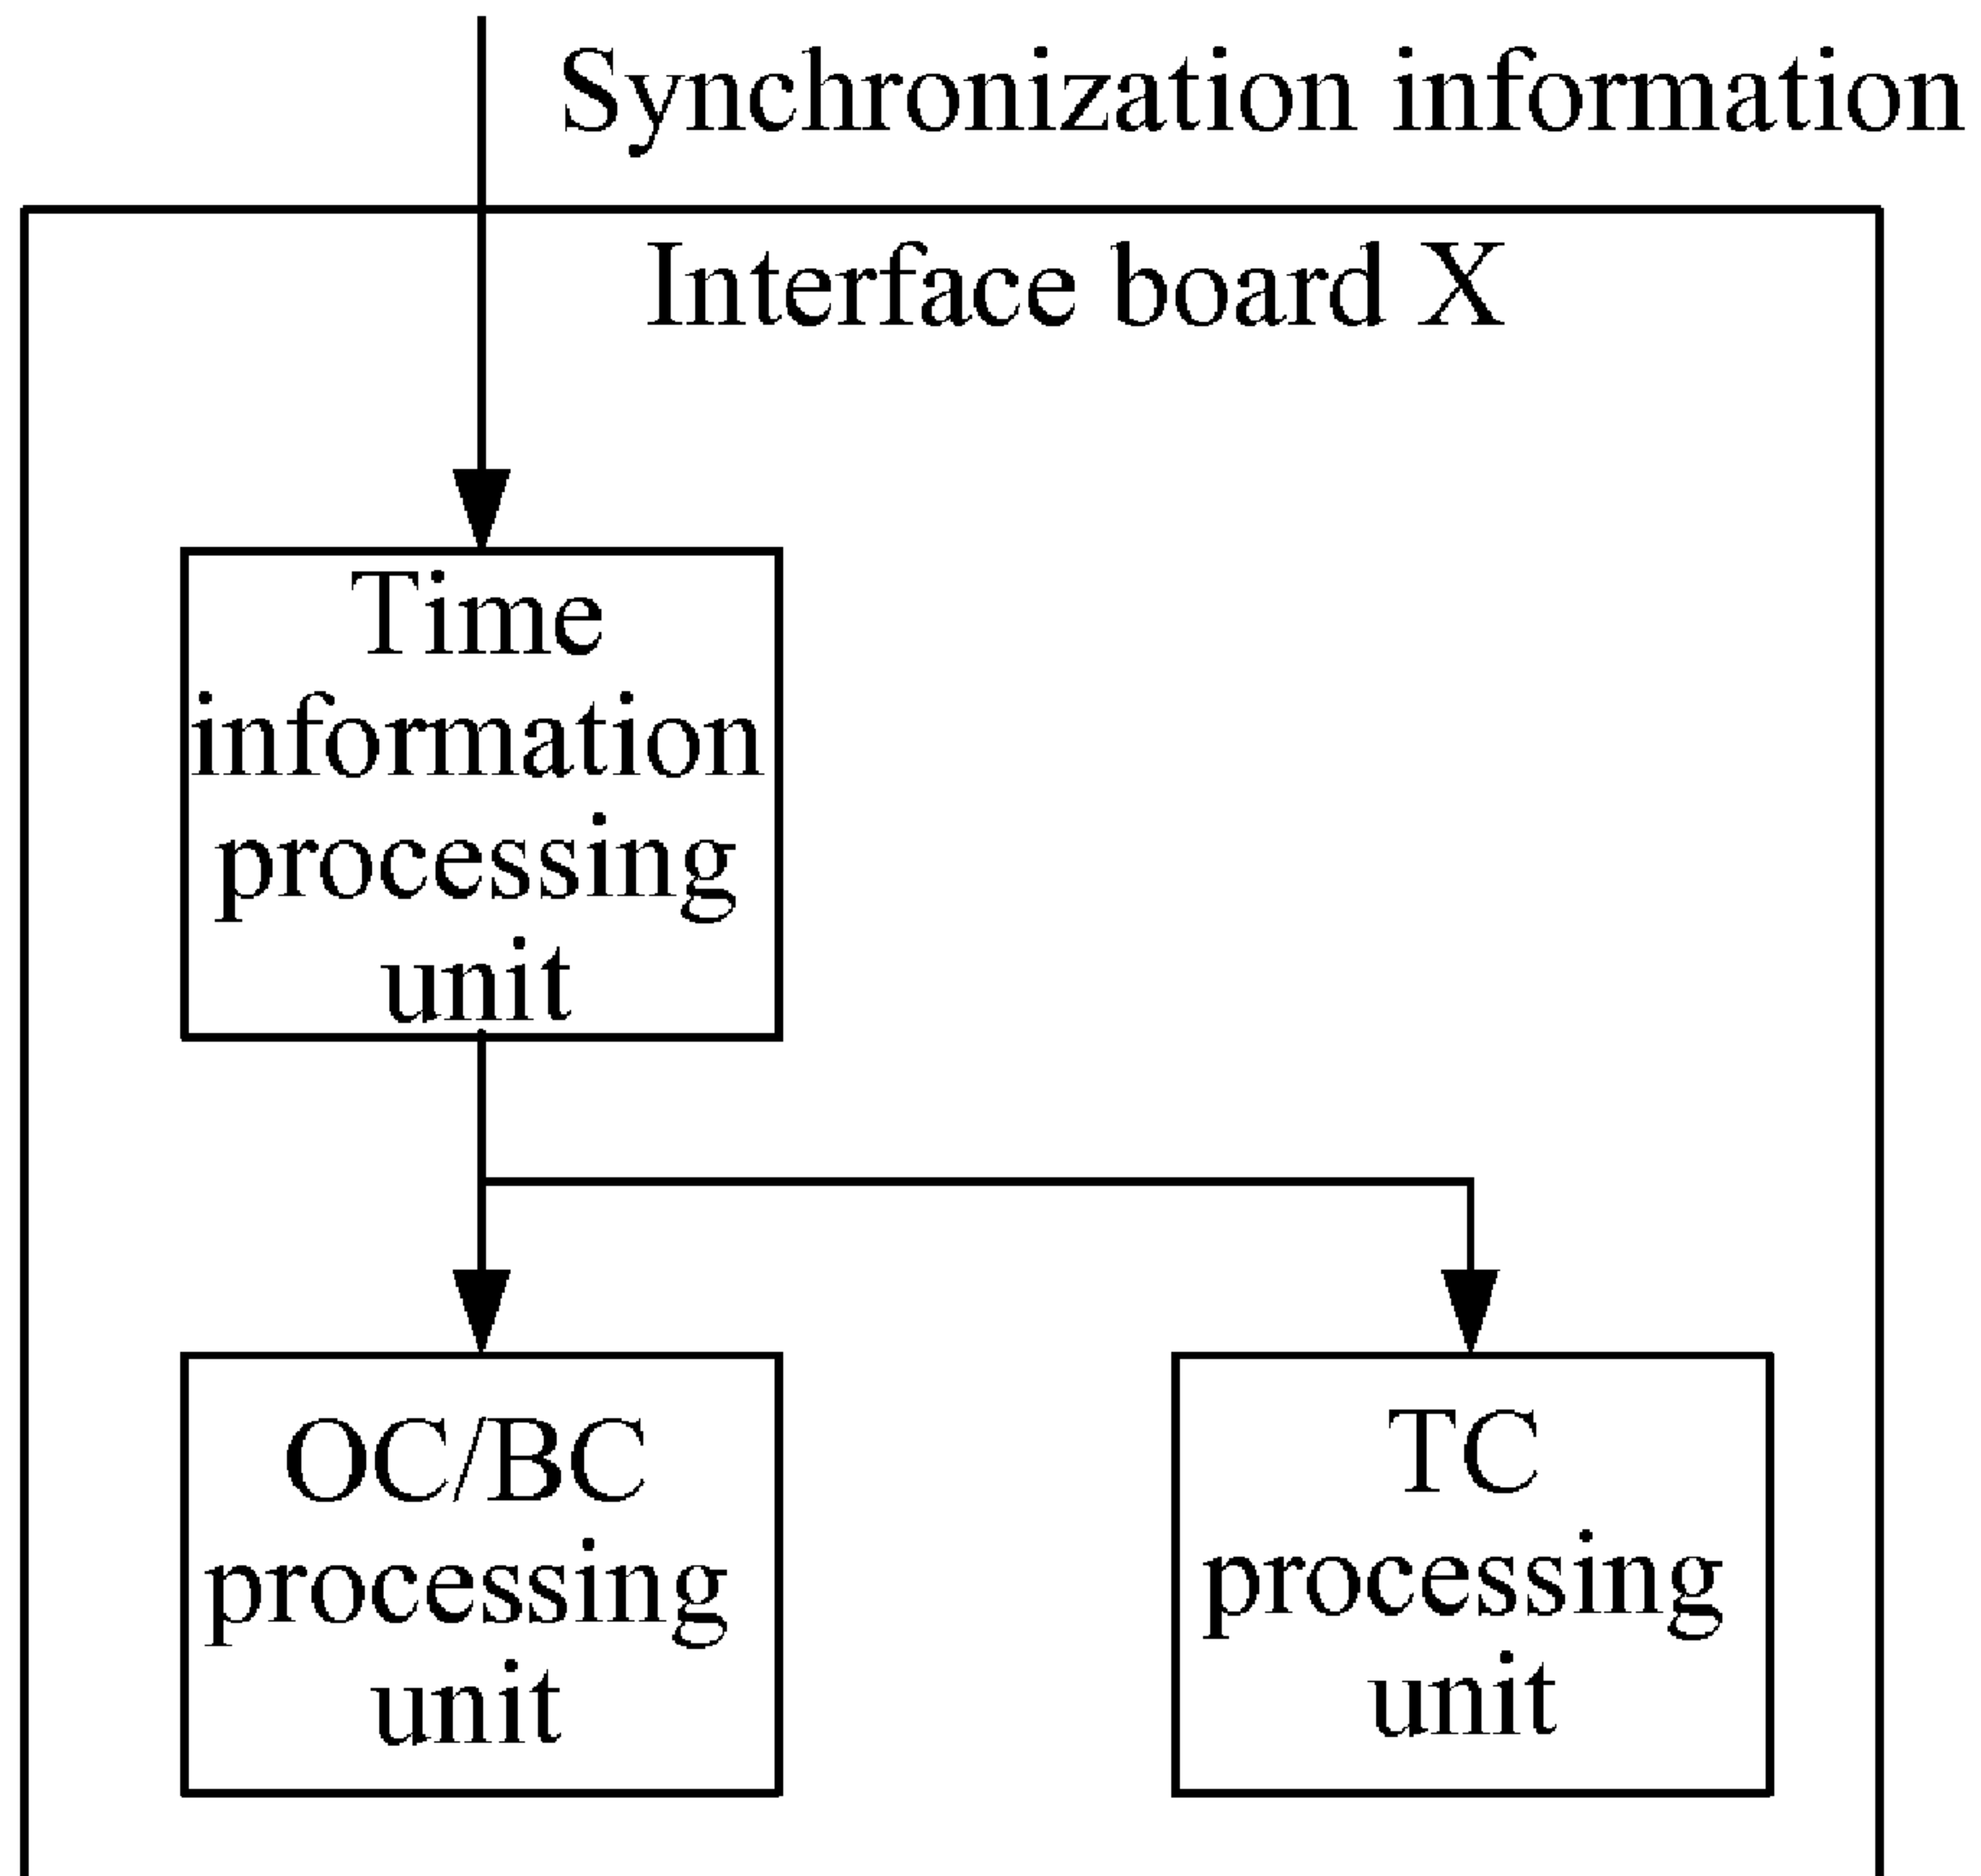 Synchronization information
Interface board X
Time
information
processing
unit
OC/BC
processing
unit
TC
processing
unit